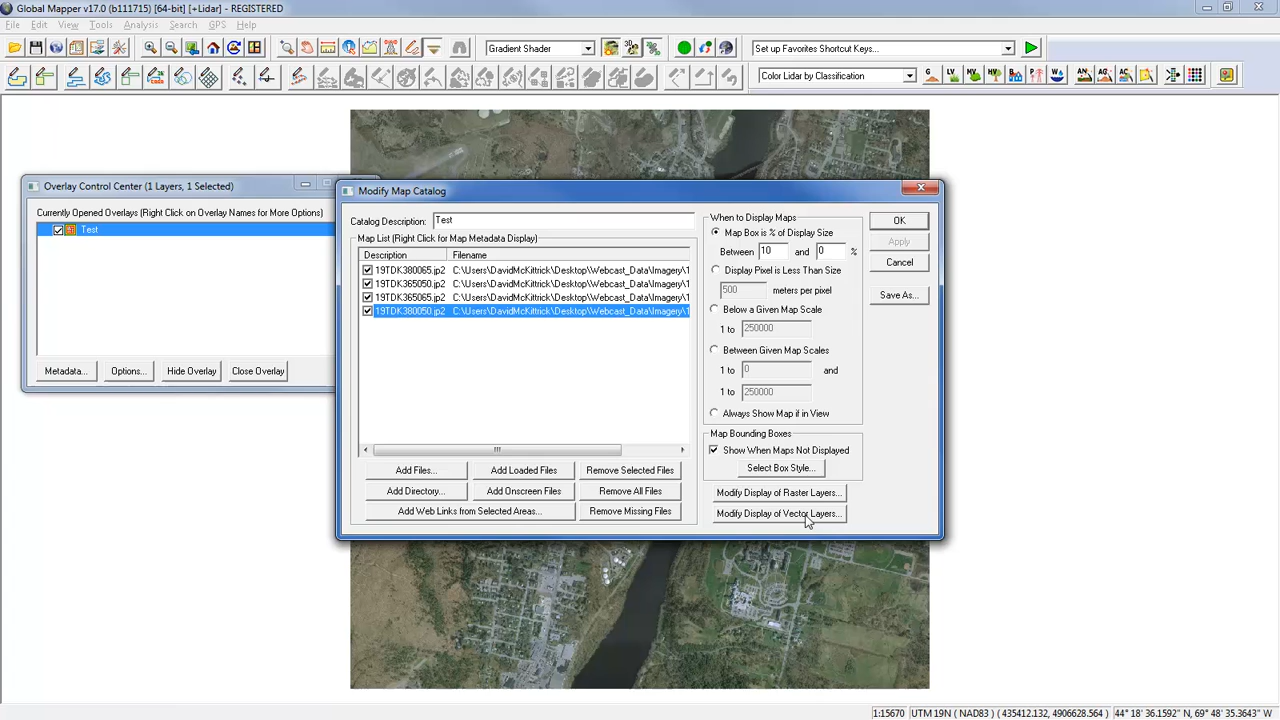 Global Mapper v17.0 (b111715) [64-bit] [+Lidar] - REGISTERED
File Edit View Tools Analysis Search GPS Help
Gradient Shader
Set up Favorites Shortcut Keys...
Color Lidar by Classification
Overlay Control Center (1 Layers, 1 Selected)
Currently Opened Overlays (Right Click on Overlay Names for More Options)
Test
Metadata... Options... Hide Overlay Close Overlay
Modify Map Catalog
Catalog Description: Test
Map List (Right Click for Map Metadata Display)
Description Filename
19TDK380065.jp2 C:\Users\DavidMcKittrick\Desktop\Webcast_Data\Imagery\1
19TDK365050.jp2 C:\Users\DavidMcKittrick\Desktop\Webcast_Data\Imagery\1
19TDK365065.jp2 C:\Users\DavidMcKittrick\Desktop\Webcast_Data\Imagery\1
19TDK380050.jp2 C:\Users\DavidMcKittrick\Desktop\Webcast_Data\Imagery\1
Add Files... Add Loaded Files Remove Selected Files
Add Directory... Add Onscreen Files Remove All Files
Add Web Links from Selected Areas... Remove Missing Files
When to Display Maps
Map Box is % of Display Size
Between 10 and 0 %
Display Pixel is Less Than Size
500 meters per pixel
Below a Given Map Scale
1 to 250000
Between Given Map Scales
1 to 0 and
1 to 250000
Always Show Map if in View
Map Bounding Boxes
Show When Maps Not Displayed
Select Box Style...
Modify Display of Raster Layers...
Modify Display of Vector Layers...
OK
Apply
Cancel
Save As...
1:15670 UTM 19N ( NAD83 ) ( 435412.132, 4906628.564 ) 44° 18' 36.1592" N, 69° 48' 35.3643" W